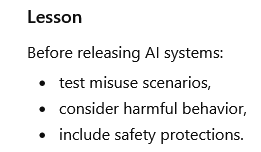 Lesson
Before releasing AI systems:
• test misuse scenarios,
• consider harmful behavior,
• include safety protections.